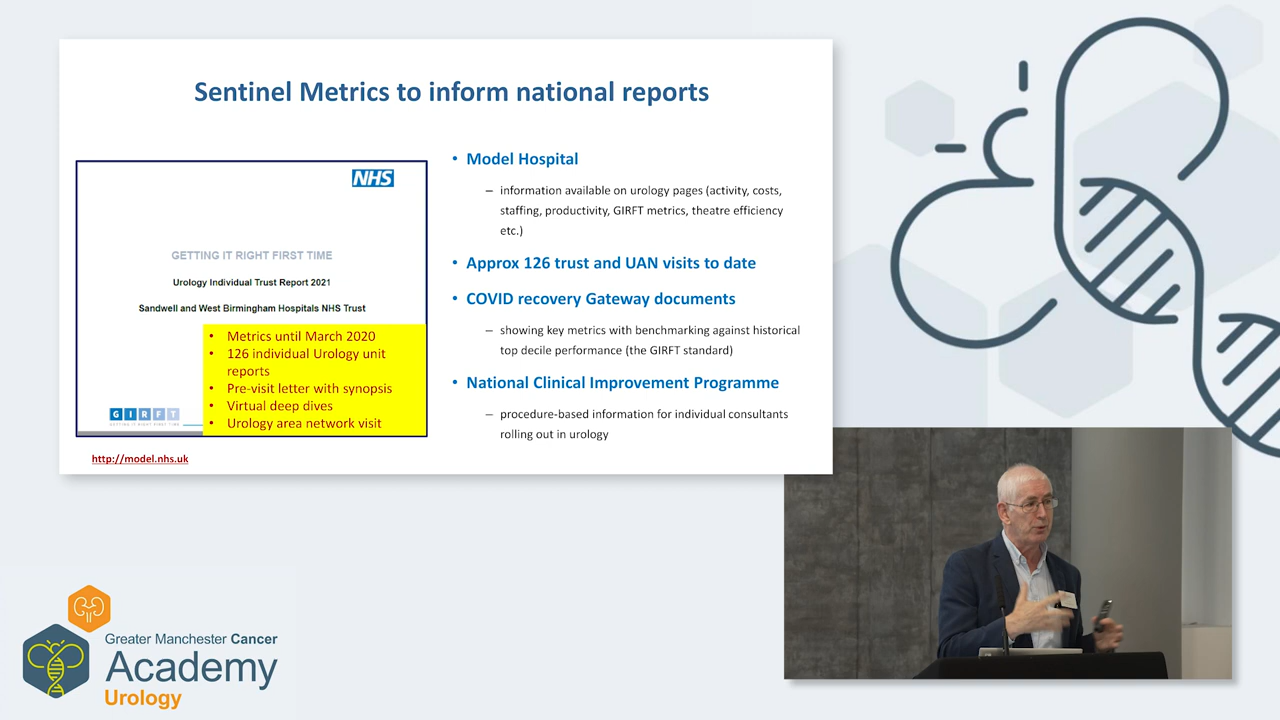 Sentinel Metrics to inform national reports
NHS
GETTING IT RIGHT FIRST TIME
Urology Individual Trust Report 2021
Sandwell and West Birmingham Hospitals NHS Trust
• Metrics until March 2020
• 126 individual Urology unit
reports
• Pre-visit letter with synopsis
• Virtual deep dives
• Urology area network visit
GIRFT
GETTING IT RIGHT FIRST TIME
http://model.nhs.uk
• Model Hospital
– information available on urology pages (activity, costs,
staffing, productivity, GIRFT metrics, theatre efficiency
etc.)
• Approx 126 trust and UAN visits to date
• COVID recovery Gateway documents
– showing key metrics with benchmarking against historical
top decile performance (the GIRFT standard)
• National Clinical Improvement Programme
– procedure-based information for individual consultants
rolling out in urology
Greater Manchester Cancer
Academy
Urology